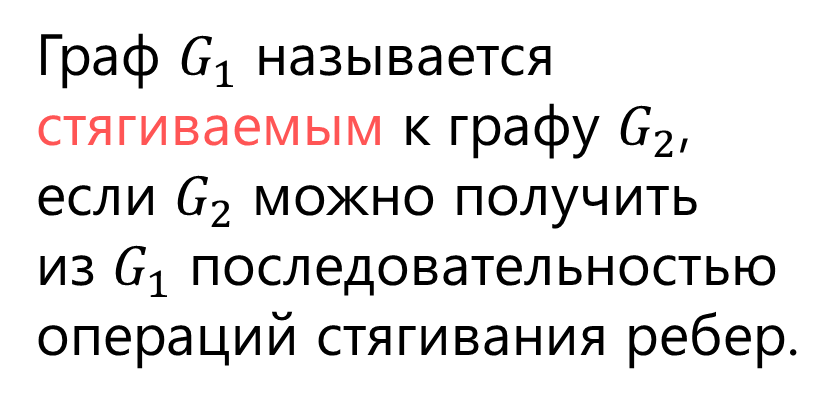 Граф G₁ называется
стягиваемым к графу G₂,
если G₂ можно получить
из G₁ последовательностью
операций стягивания ребер.